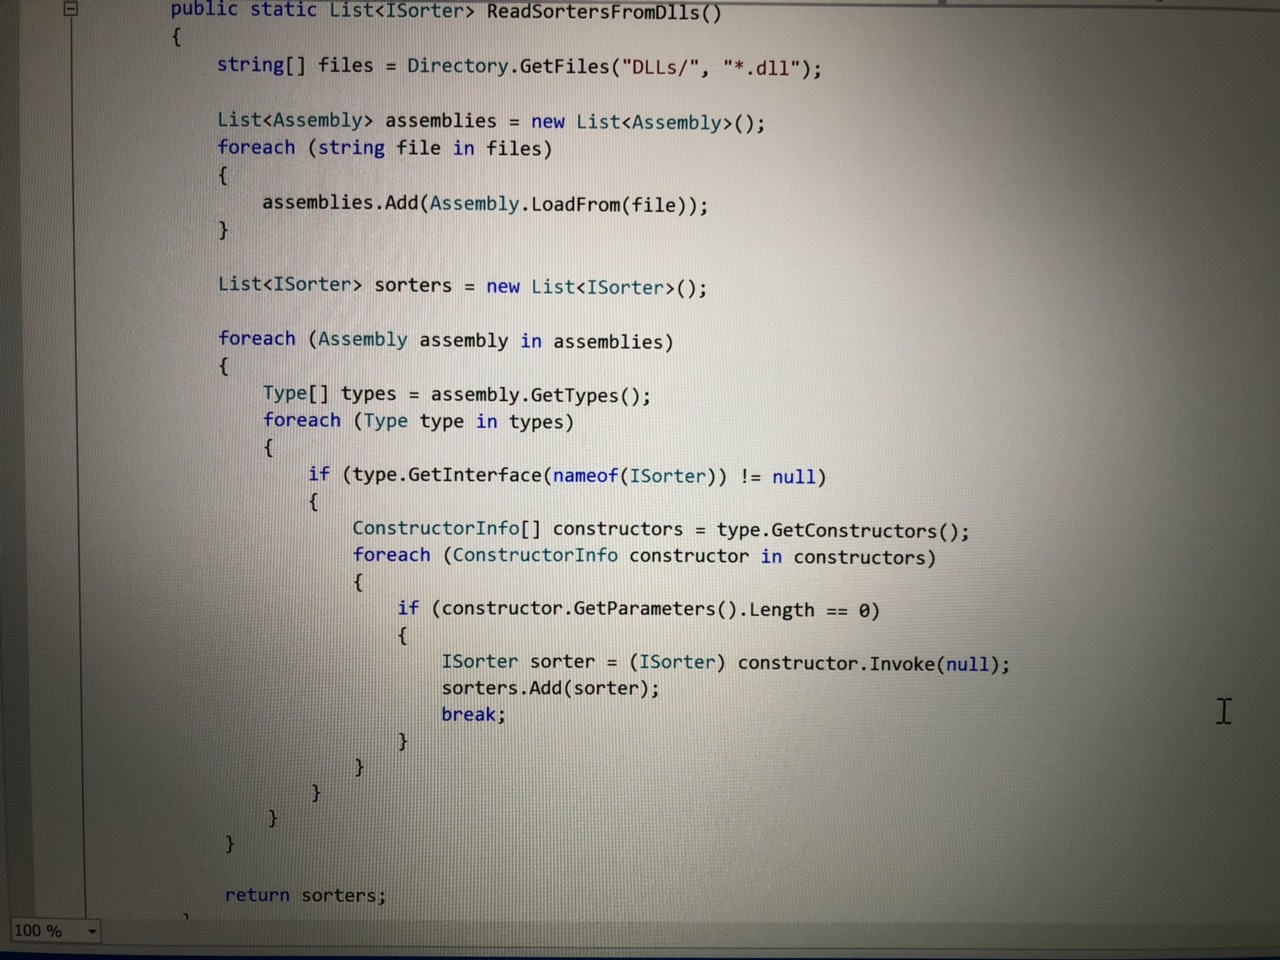 public static List<ISorter> ReadSortersFromDlls()
{
string[] files = Directory.GetFiles("DLLs/", "*.dll");
List<Assembly> assemblies = new List<Assembly>();
foreach (string file in files)
{
assemblies.Add(Assembly.LoadFrom(file));
}
List<ISorter> sorters = new List<ISorter>();
foreach (Assembly assembly in assemblies)
{
Type[] types = assembly.GetTypes();
foreach (Type type in types)
{
if (type.GetInterface(nameof(ISorter)) != null)
{
ConstructorInfo[] constructors = type.GetConstructors();
foreach (ConstructorInfo constructor in constructors)
{
if (constructor.GetParameters().Length == 0)
{
ISorter sorter = (ISorter) constructor.Invoke(null);
sorters.Add(sorter);
break;
}
}
}
}
}
return sorters;
100 %